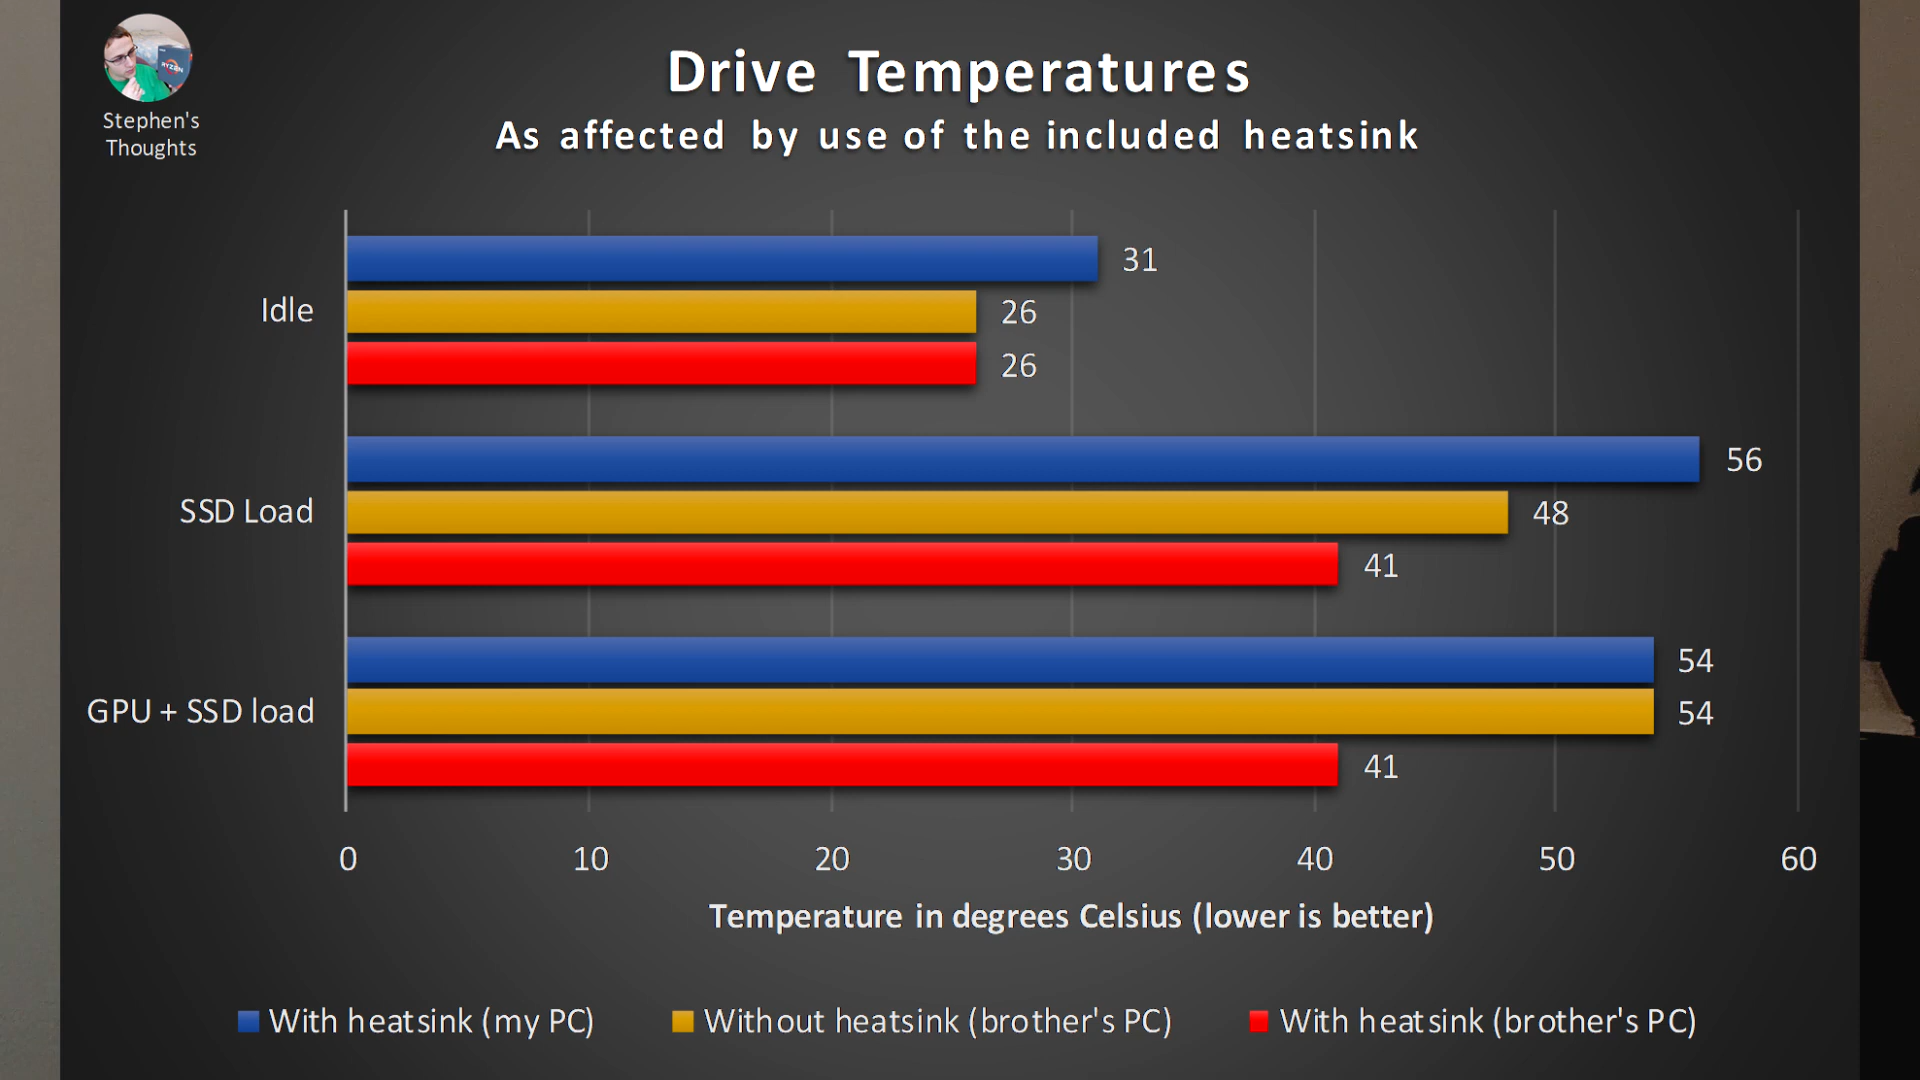 Stephen's
Thoughts
Drive Temperatures
As affected by use of the included heatsink
RYZEN
Idle
31
26
26
SSD Load
56
48
41
GPU + SSD load
54
54
41
0 10 20 30 40 50 60
Temperature in degrees Celsius (lower is better)
With heatsink (my PC) Without heatsink (brother's PC) With heatsink (brother's PC)